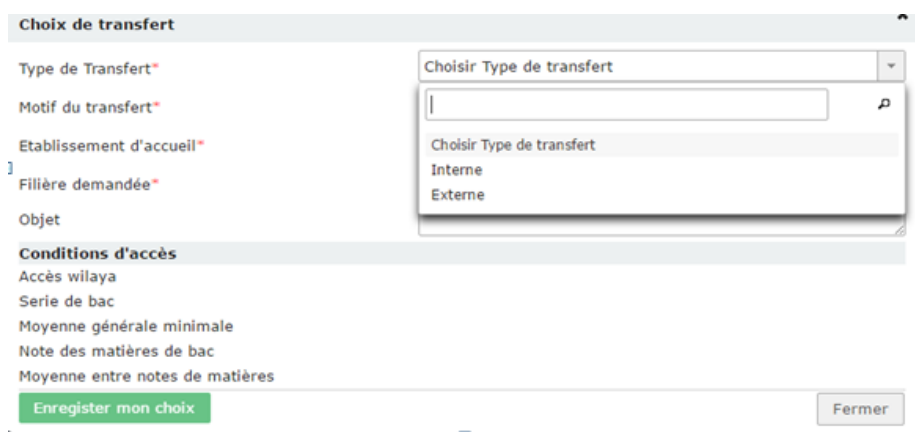 Choix de transfert
Type de Transfert*
Choisir Type de transfert
Motif du transfert*
Etablissement d'accueil*
Choisir Type de transfert
Interne
Filière demandée*
Externe
Objet
Conditions d'accès
Accès wilaya
Serie de bac
Moyenne générale minimale
Note des matières de bac
Moyenne entre notes de matières
Enregister mon choix
Fermer